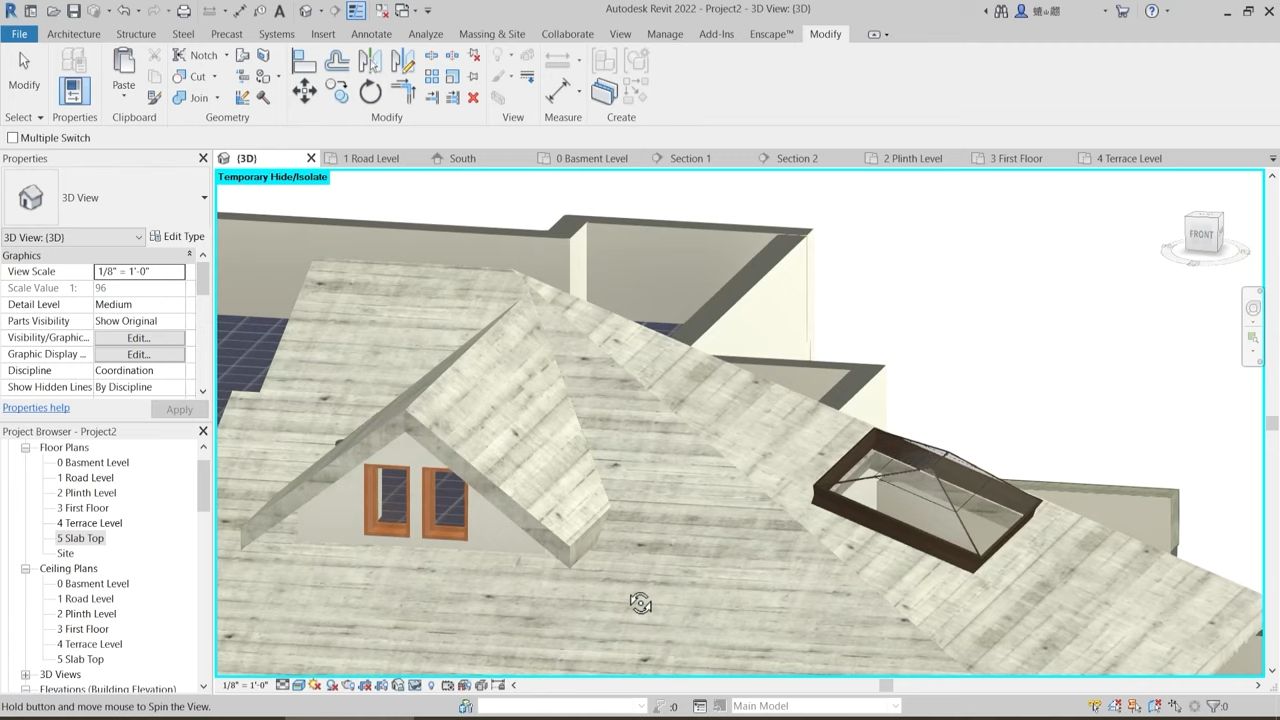 Autodesk Revit 2022 - Project2 - 3D View: {3D}
File Architecture Structure Steel Precast Systems Insert Annotate Analyze Massing & Site Collaborate View Manage Add-Ins Enscape™ Modify
Modify
Paste
Notch
Cut
Join
Select Properties Clipboard Geometry Modify View Measure Create
Multiple Switch
Properties
{3D} 1 Road Level South 0 Basment Level Section 1 Section 2 2 Plinth Level 3 First Floor 4 Terrace Level
Temporary Hide/Isolate
FRONT
3D View
3D View: {3D} Edit Type
Graphics
View Scale 1/8" = 1'-0"
Scale Value 1: 96
Detail Level Medium
Parts Visibility Show Original
Visibility/Graphic... Edit...
Graphic Display ... Edit...
Discipline Coordination
Show Hidden Lines By Discipline
Properties help Apply
Project Browser - Project2
Floor Plans
0 Basment Level
1 Road Level
2 Plinth Level
3 First Floor
4 Terrace Level
5 Slab Top
Site
Ceiling Plans
0 Basment Level
1 Road Level
2 Plinth Level
3 First Floor
4 Terrace Level
5 Slab Top
3D Views
Elevations (Building Elevation)
1/8" = 1'-0"
Hold button and move mouse to Spin the View.
:0
Main Model
:0